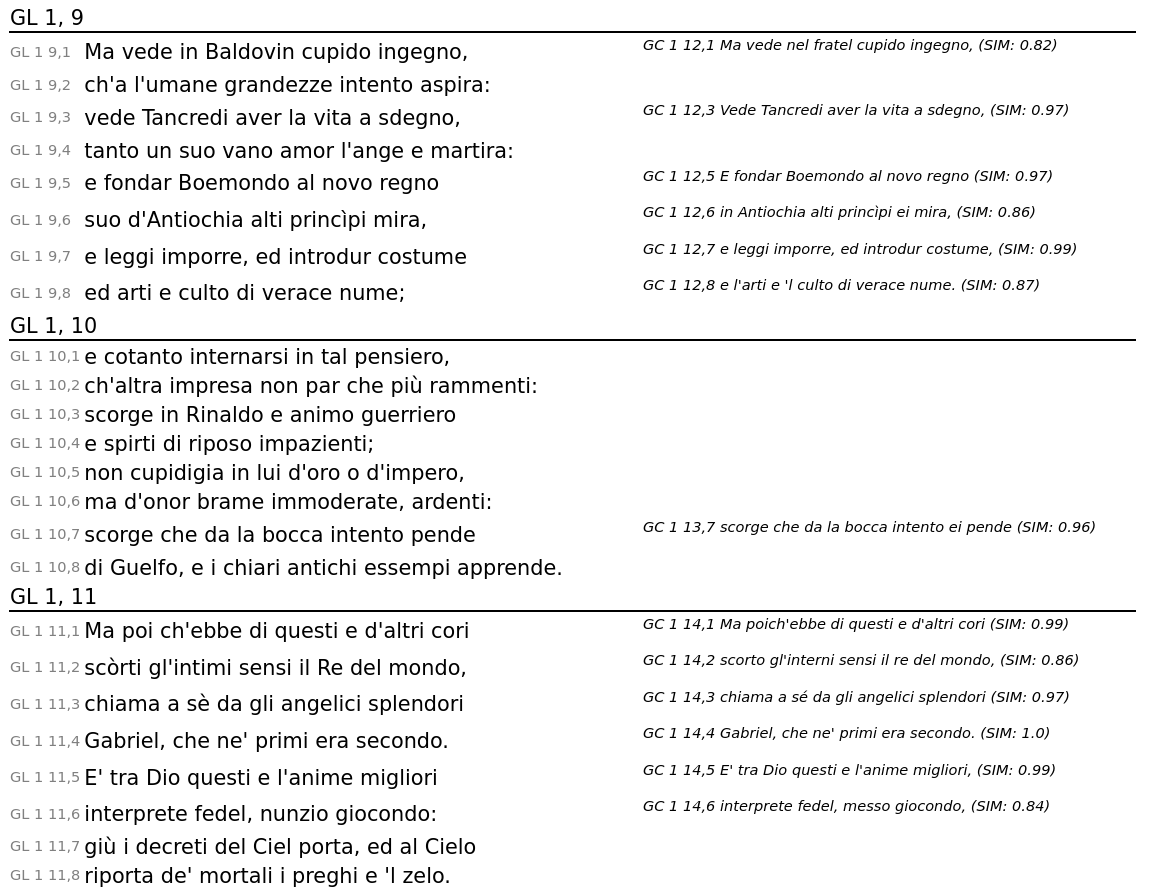 GL 1, 9
GL 1 9,1 Ma vede in Baldovin cupido ingegno, GC 1 12,1 Ma vede nel fratel cupido ingegno, (SIM: 0.82)
GL 1 9,2 ch'a l'umane grandezze intento aspira:
GL 1 9,3 vede Tancredi aver la vita a sdegno, GC 1 12,3 Vede Tancredi aver la vita a sdegno, (SIM: 0.97)
GL 1 9,4 tanto un suo vano amor l'ange e martira:
GL 1 9,5 e fondar Boemondo al novo regno GC 1 12,5 E fondar Boemondo al novo regno (SIM: 0.97)
GL 1 9,6 suo d'Antiochia alti princìpi mira, GC 1 12,6 in Antiochia alti princìpi ei mira, (SIM: 0.86)
GL 1 9,7 e leggi imporre, ed introdur costume GC 1 12,7 e leggi imporre, ed introdur costume, (SIM: 0.99)
GL 1 9,8 ed arti e culto di verace nume; GC 1 12,8 e l'arti e 'l culto di verace nume. (SIM: 0.87)
GL 1, 10
GL 1 10,1 e cotanto internarsi in tal pensiero,
GL 1 10,2 ch'altra impresa non par che più rammenti:
GL 1 10,3 scorge in Rinaldo e animo guerriero
GL 1 10,4 e spirti di riposo impazienti;
GL 1 10,5 non cupidigia in lui d'oro o d'impero,
GL 1 10,6 ma d'onor brame immoderate, ardenti:
GL 1 10,7 scorge che da la bocca intento pende GC 1 13,7 scorge che da la bocca intento ei pende (SIM: 0.96)
GL 1 10,8 di Guelfo, e i chiari antichi essempi apprende.
GL 1, 11
GL 1 11,1 Ma poi ch'ebbe di questi e d'altri cori GC 1 14,1 Ma poich'ebbe di questi e d'altri cori (SIM: 0.99)
GL 1 11,2 scòrti gl'intimi sensi il Re del mondo, GC 1 14,2 scorto gl'interni sensi il re del mondo, (SIM: 0.86)
GL 1 11,3 chiama a sè da gli angelici splendori GC 1 14,3 chiama a sé da gli angelici splendori (SIM: 0.97)
GL 1 11,4 Gabriel, che ne' primi era secondo. GC 1 14,4 Gabriel, che ne' primi era secondo. (SIM: 1.0)
GL 1 11,5 E' tra Dio questi e l'anime migliori GC 1 14,5 E' tra Dio questi e l'anime migliori, (SIM: 0.99)
GL 1 11,6 interprete fedel, nunzio giocondo: GC 1 14,6 interprete fedel, messo giocondo, (SIM: 0.84)
GL 1 11,7 giù i decreti del Ciel porta, ed al Cielo
GL 1 11,8 riporta de' mortali i preghi e 'l zelo.